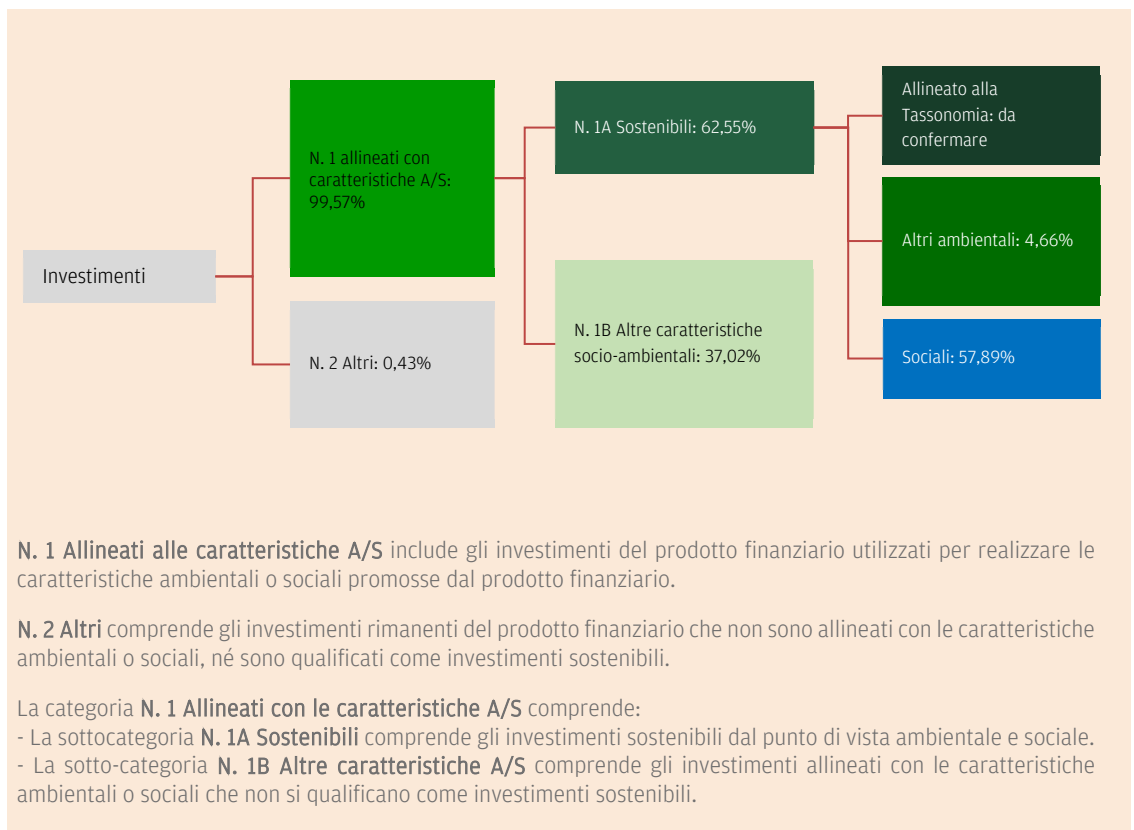 Investimenti
N. 1 allineati con
caratteristiche A/S:
99,57%
N. 2 Altri: 0,43%
N. 1A Sostenibili: 62,55%
N. 1B Altre caratteristiche
socio-ambientali: 37,02%
Allineato alla
Tassonomia: da
confermare
Altri ambientali: 4,66%
Sociali: 57,89%
N. 1 Allineati alle caratteristiche A/S include gli investimenti del prodotto finanziario utilizzati per realizzare le
caratteristiche ambientali o sociali promosse dal prodotto finanziario.
N. 2 Altri comprende gli investimenti rimanenti del prodotto finanziario che non sono allineati con le caratteristiche
ambientali o sociali, né sono qualificati come investimenti sostenibili.
La categoria N. 1 Allineati con le caratteristiche A/S comprende:
- La sottocategoria N. 1A Sostenibili comprende gli investimenti sostenibili dal punto di vista ambientale e sociale.
- La sotto-categoria N. 1B Altre caratteristiche A/S comprende gli investimenti allineati con le caratteristiche
ambientali o sociali che non si qualificano come investimenti sostenibili.